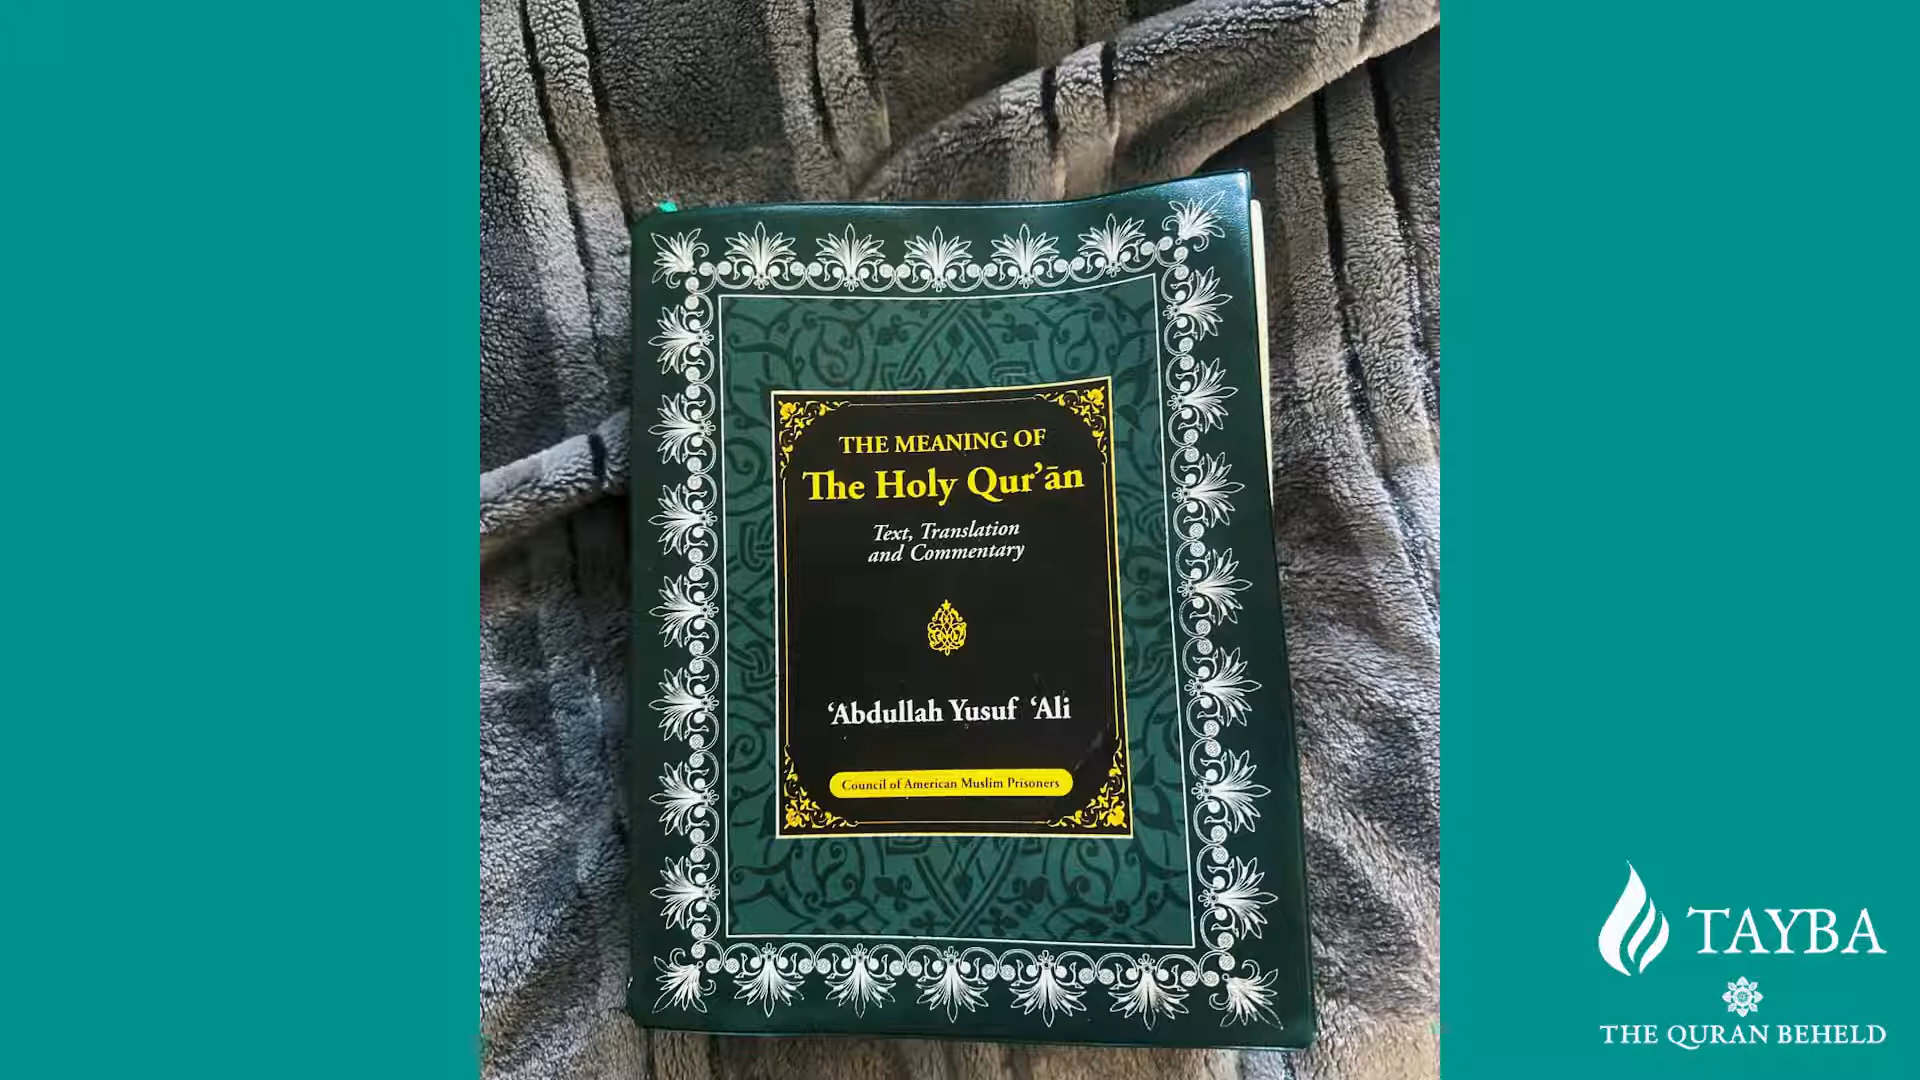 THE MEANING OF
The Holy Qur’ān
Text, Translation
and Commentary
‘Abdullah Yusuf ‘Ali
Council of American Muslim Prisoners
TAYBA
THE QURAN BEHELD